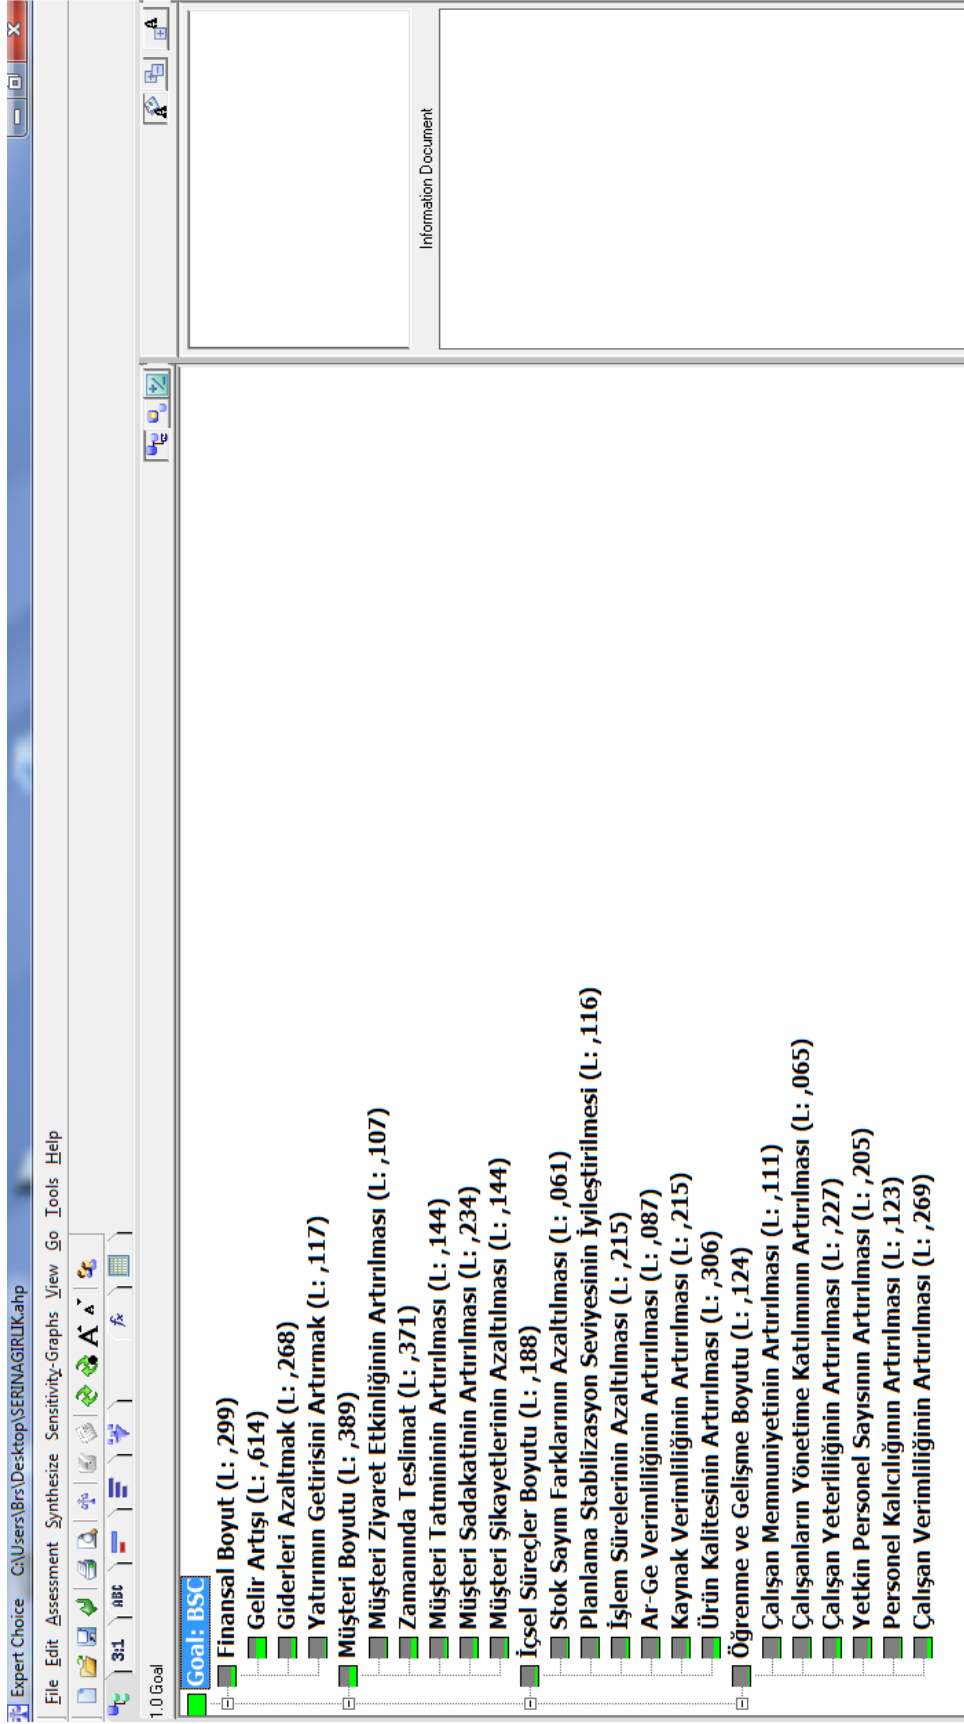 Expert Choice C:\Users\Brs\Desktop\SERINAGIRLIK.ahp
File Edit Assessment Synthesize Sensitivity-Graphs View Go Tools Help
3:1 ABC fx
1.0 Goal
Goal: BSC
Finansal Boyut (L: ,299)
Gelir Artışı (L: ,614)
Giderleri Azaltmak (L: ,268)
Yatırımın Getirisini Artırmak (L: ,117)
Müşteri Boyutu (L: ,389)
Müşteri Ziyaret Etkinliğinin Artırılması (L: ,107)
Zamanında Teslimat (L: ,371)
Müşteri Tatmininin Artırılması (L: ,144)
Müşteri Sadakatinin Artırılması (L: ,234)
Müşteri Şikayetlerinin Azaltılması (L: ,144)
İçsel Süreçler Boyutu (L: ,188)
Stok Sayım Farklarının Azaltılması (L: ,061)
Planlama Stabilizasyon Seviyesinin İyileştirilmesi (L: ,116)
İşlem Sürelerinin Azaltılması (L: ,215)
Ar-Ge Verimliliğinin Artırılması (L: ,087)
Kaynak Verimliliğinin Artırılması (L: ,215)
Ürün Kalitesinin Artırılması (L: ,306)
Öğrenme ve Gelişme Boyutu (L: ,124)
Çalışan Memnuniyetinin Artırılması (L: ,111)
Çalışanların Yönetime Katılımının Artırılması (L: ,065)
Çalışan Yeterliliğinin Artırılması (L: ,227)
Yetkin Personel Sayısının Artırılması (L: ,205)
Personel Kalıcılığının Artırılması (L: ,123)
Çalışan Verimliliğinin Artırılması (L: ,269)
Information Document